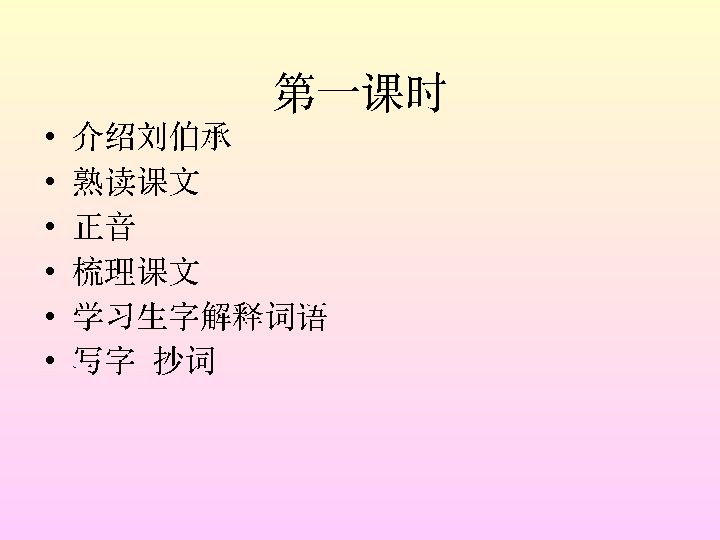 第一课时
• 介绍刘伯承
• 熟读课文
• 正音
• 梳理课文
• 学习生字解释词语
• 写字 抄词